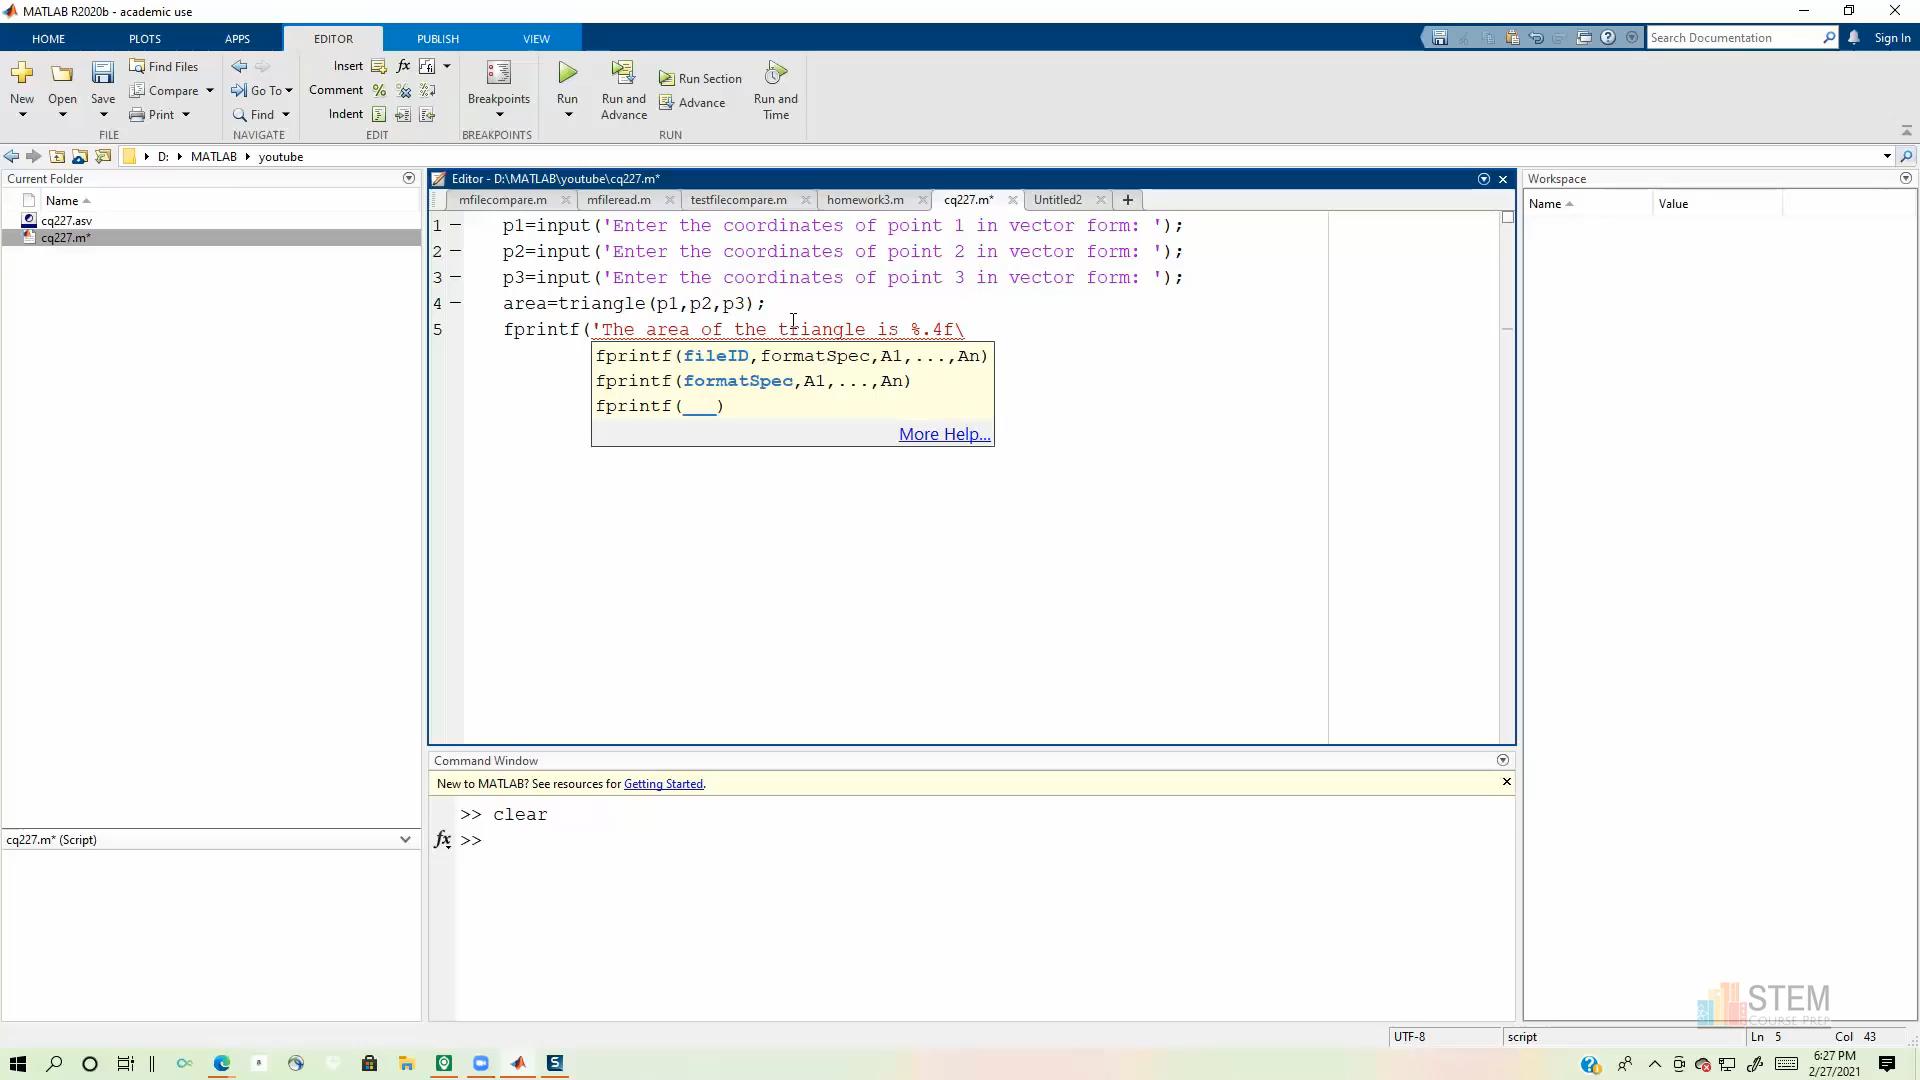 MATLAB R2020b - academic use
HOME PLOTS APPS EDITOR PUBLISH VIEW
Search Documentation
Sign In
New
Open
Save
Find Files
Compare
Print
FILE
Go To
Find
NAVIGATE
Insert
Comment
Indent
EDIT
Breakpoints
BREAKPOINTS
Run
Run and Advance
Run Section
Advance
Run and Time
RUN
D: MATLAB youtube
Current Folder
Name
cq227.asv
cq227.m*
cq227.m* (Script)
Editor - D:\MATLAB\youtube\cq227.m*
mfilecompare.m mfileread.m testfilecompare.m homework3.m cq227.m* Untitled2
1 p1=input('Enter the coordinates of point 1 in vector form: ');
2 p2=input('Enter the coordinates of point 2 in vector form: ');
3 p3=input('Enter the coordinates of point 3 in vector form: ');
4 area=triangle(p1,p2,p3);
5 fprintf('The area of the triangle is %.4f\
fprintf(fileID,formatSpec,A1,...,An)
fprintf(formatSpec,A1,...,An)
fprintf(___)
More Help...
Command Window
New to MATLAB? See resources for Getting Started.
>> clear
fx >>
Workspace
Name Value
STEM
COURSE PREP
UTF-8 script Ln 5 Col 43
6:27 PM
2/27/2021